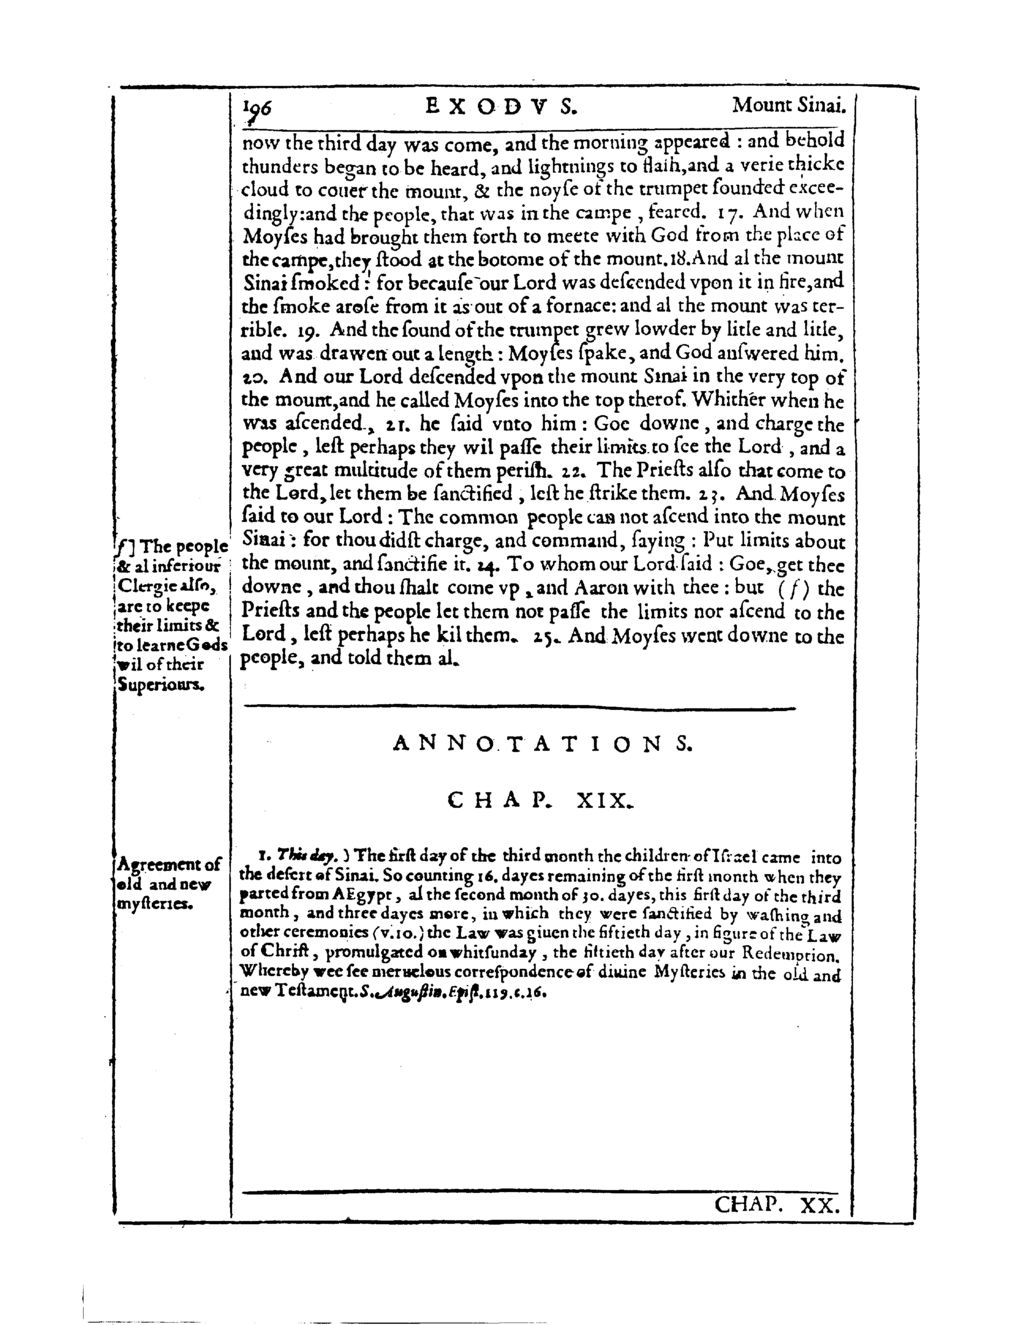 196 E X O D V S. Mount Sinai.
now the third day was come, and the morning appeared : and behold
thunders began to be heard, and lightnings to flaſh,and a verie thicke
cloud to couer the mount, & the noyſe of the trumpet ſounded excee-
dingly:and the people, that was in the campe , feared. 17. And when
Moyſes had brought them forth to meete with God from the place of
the campe,they ſtood at the botome of the mount.18.And al the mount
Sinai ſmoked : for becauſe our Lord was deſcended vpon it in fire,and
the ſmoke aroſe from it as out of a fornace: and al the mount was ter-
rible. 19. And the ſound of the trumpet grew lowder by litle and litle,
and was drawen out a length : Moyſes ſpake, and God anſwered him.
20. And our Lord deſcended vpon the mount Sinai in the very top of
the mount,and he called Moyſes into the top therof. Whither when he
was aſcended, 21. he ſaid vnto him : Goe downe , and charge the
people , leſt perhaps they wil paſſe their limits to ſee the Lord , and a
very great multitude of them periſh. 22. The Prieſts alſo that come to
the Lord,let them be ſanctified , leſt he ſtrike them. 23. And Moyſes
ſaid to our Lord : The common people can not aſcend into the mount
Sinai : for thou didſt charge, and command, ſaying : Put limits about
the mount, and ſanctifie it. 24. To whom our Lord ſaid : Goe, get thee
downe , and thou ſhalt come vp , and Aaron with thee : but (ſ) the
Prieſts and the people let them not paſſe the limits nor aſcend to the
Lord , leſt perhaps he kil them. 25. And Moyſes went downe to the
people, and told them al.
ſ] The people
& al inferiour
Clergie alſo,
are to keepe
their limits &
to learne Gods
wil of their
Superiours.
A N N O T A T I O N S.
C H A P. XIX.
Agreement of
old and new
myſteries.
1. This day. ) The firſt day of the third month the children of Iſrael came into
the deſert of Sinai. So counting 16. dayes remaining of the firſt month when they
parted from AEgypt , al the ſecond month of 30. dayes, this firſt day of the third
month , and three dayes more, in which they were ſanctified by waſhing and
other ceremonies (v.10.) the Law was giuen the fiftieth day , in figure of the Law
of Chriſt , promulgated on whitſunday , the fiftieth day after our Redemption.
Whereby wee ſee meruelous correſpondence of diuine Myſteries in the old and
new Teſtament.S.Auguſtin.Epiſt.119.c.16.
CHAP. XX.